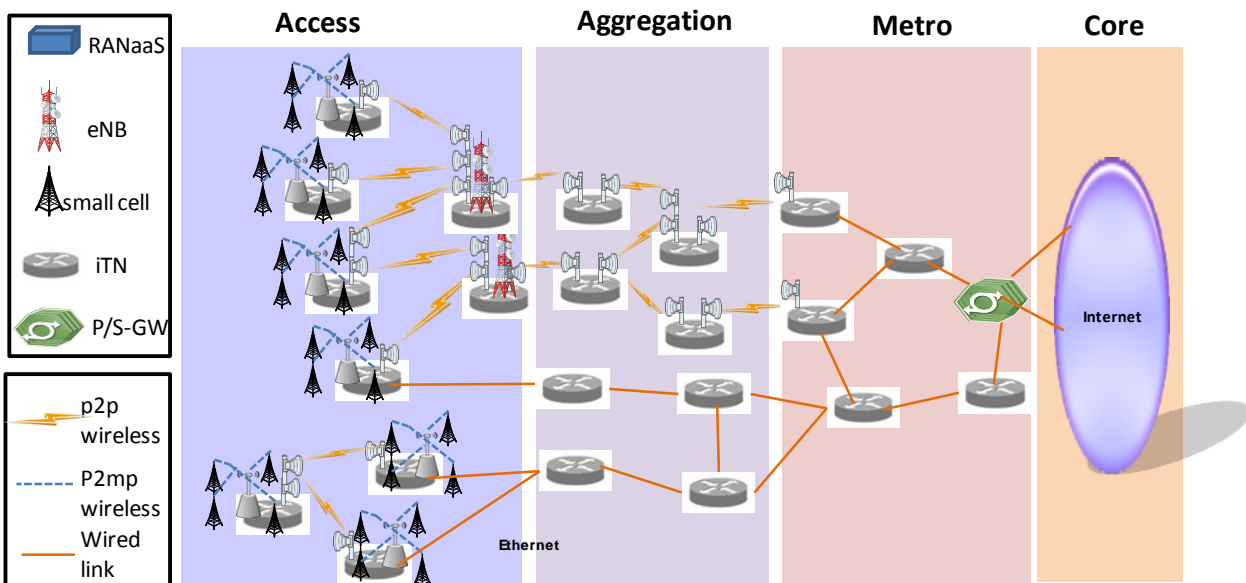 Access
Aggregation
Metro
Core
RANaaS
eNB
small cell
iTN
P/S-GW
p2p
wireless
P2mp
wireless
Wired
link
Ethernet
Internet